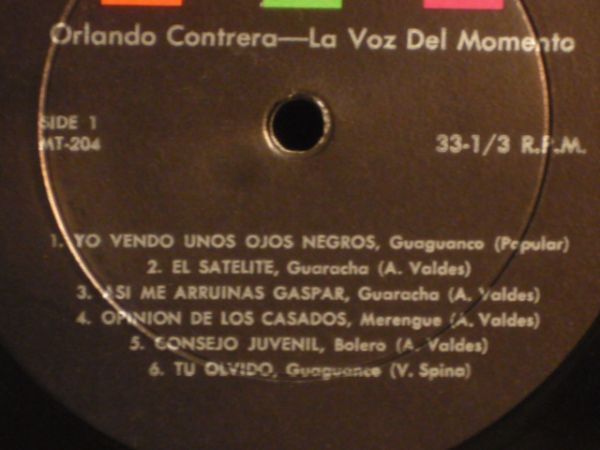 Orlando Contrera—La Voz Del Momento
SIDE 1
MT-204
33-1/3 R.P.M.
1. YO VENDO UNOS OJOS NEGROS, Guaguanco (Popular)
2. EL SATELITE, Guaracha (A. Valdes)
3. ASI ME ARRUINAS GASPAR, Guaracha (A. Valdes)
4. OPINION DE LOS CASADOS, Merengue (A. Valdes)
5. CONSEJO JUVENIL, Bolero (A. Valdes)
6. TU OLVIDO, Guaguance (V. Spina)